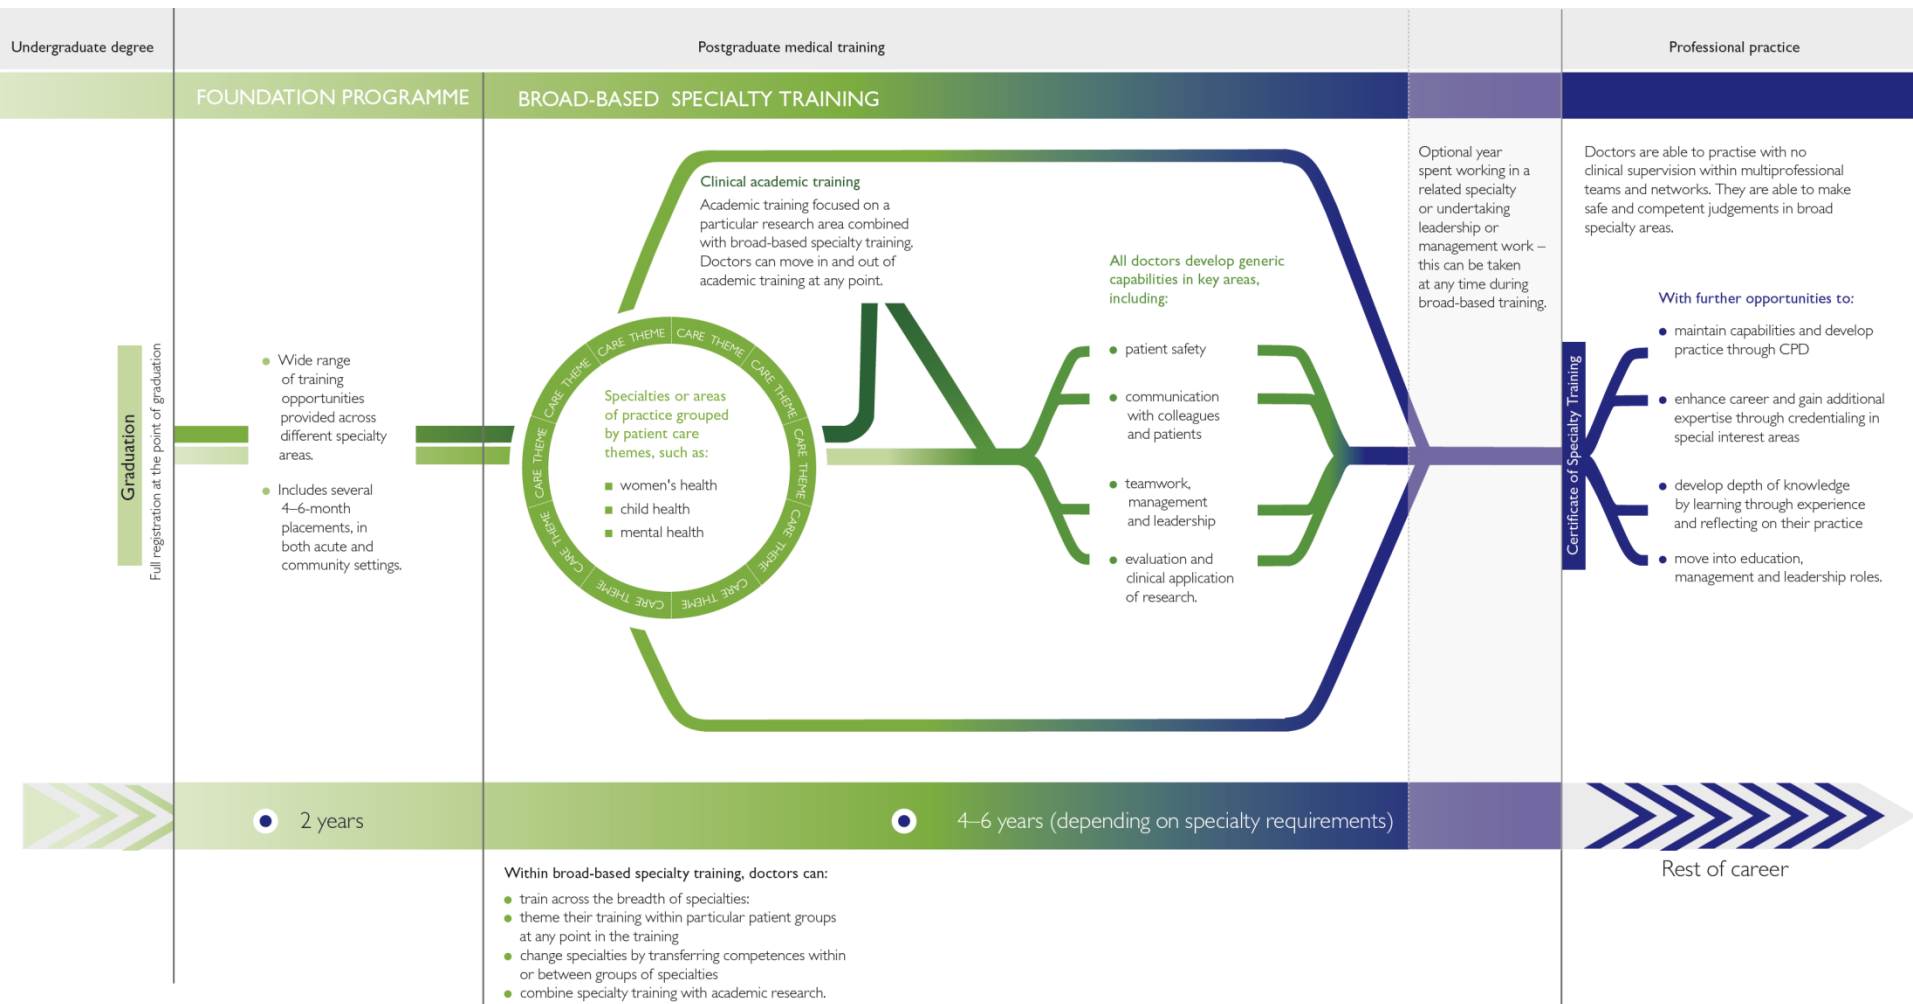 Undergraduate degree
Postgraduate medical training
Professional practice
FOUNDATION PROGRAMME
BROAD-BASED SPECIALTY TRAINING
Graduation
Full registration at the point of graduation
Wide range
of training
opportunities
provided across
different specialty
areas.
Includes several
4–6-month
placements, in
both acute and
community settings.
CARE THEME
CARE THEME
CARE THEME
CARE THEME
CARE THEME
CARE THEME
CARE THEME
CARE THEME
CARE THEME
CARE THEME
Specialties or areas
of practice grouped
by patient care
themes, such as:
women's health
child health
mental health
Clinical academic training
Academic training focused on a
particular research area combined
with broad-based specialty training.
Doctors can move in and out of
academic training at any point.
All doctors develop generic
capabilities in key areas,
including:
patient safety
communication
with colleagues
and patients
teamwork,
management
and leadership
evaluation and
clinical application
of research.
Optional year
spent working in a
related specialty
or undertaking
leadership or
management work –
this can be taken
at any time during
broad-based training.
Certificate of Specialty Training
Doctors are able to practise with no
clinical supervision within multiprofessional
teams and networks. They are able to make
safe and competent judgements in broad
specialty areas.
With further opportunities to:
maintain capabilities and develop
practice through CPD
enhance career and gain additional
expertise through credentialing in
special interest areas
develop depth of knowledge
by learning through experience
and reflecting on their practice
move into education,
management and leadership roles.
2 years
4–6 years (depending on specialty requirements)
Rest of career
Within broad-based specialty training, doctors can:
train across the breadth of specialties:
theme their training within particular patient groups
at any point in the training
change specialties by transferring competences within
or between groups of specialties
combine specialty training with academic research.